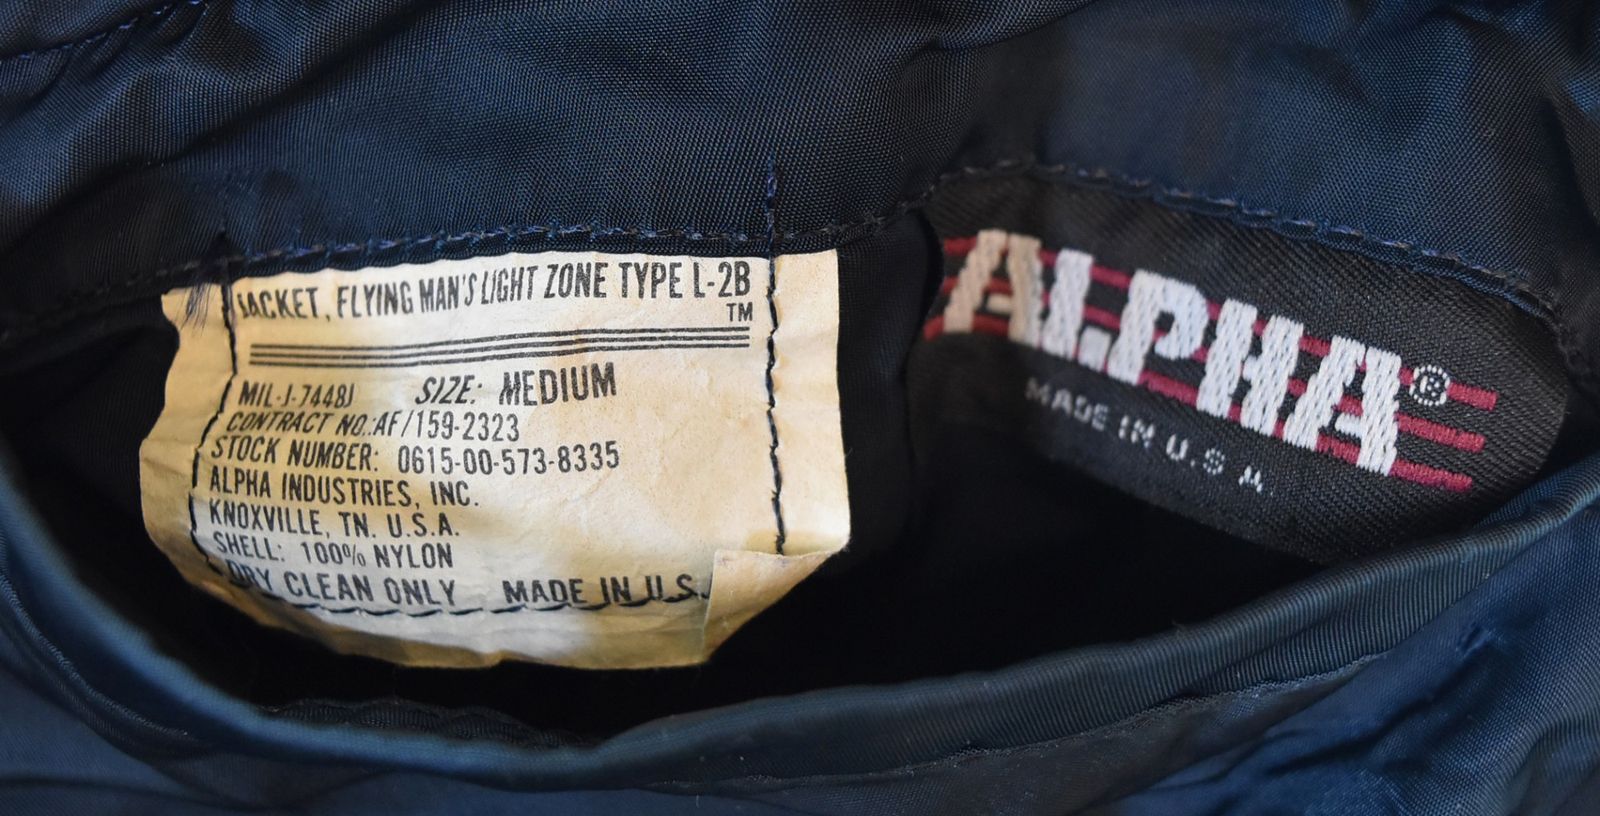 JACKET, FLYING MAN'S LIGHT ZONE TYPE L-2B
TM
MIL-J-7448J SIZE: MEDIUM
CONTRACT NO.:AF/159-2323
STOCK NUMBER: 0615-00-573-8335
ALPHA INDUSTRIES, INC.
KNOXVILLE, TN. U.S.A.
SHELL: 100% NYLON
DRY CLEAN ONLY MADE IN U.S.
ALPHA®
MADE IN U.S.A.